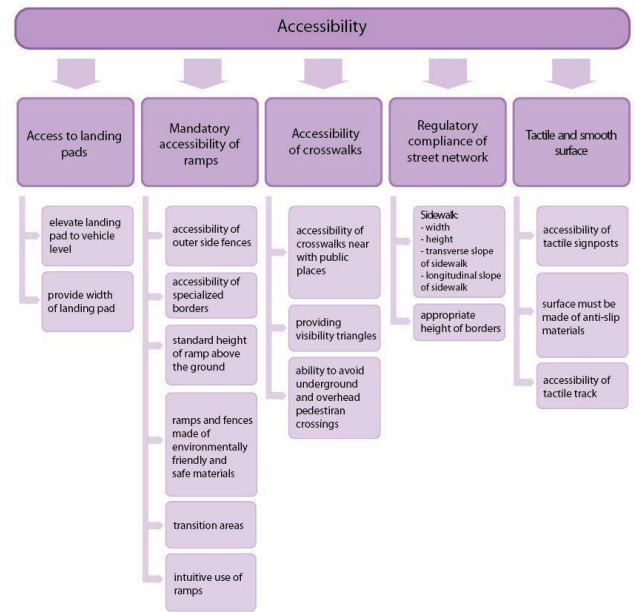 Accessibility
Access to landing
pads
elevate landing
pad to vehicle
level
provide width
of landing pad
Mandatory
accessibility of
ramps
accessibility of
outer side fences
accessibility of
specialized
borders
standard height
of ramp above
the ground
ramps and fences
made of
environmentally
friendly and
safe materials
transition areas
intuitive use of
ramps
Accessibility
of crosswalks
accessibility of
crosswalks near
with public
places
providing
visibility triangles
ability to avoid
underground
and overhead
pedestiran
crossings
Regulatory
compliance of
street network
Sidewalk:
- width
- height
- transverse slope
of sidewalk
- longitudinal slope
of sidewalk
appropriate
height of borders
Tactile and smooth
surface
accessibility of
tactile signposts
surface must be
made of anti-slip
materials
accessibility of
tactile track